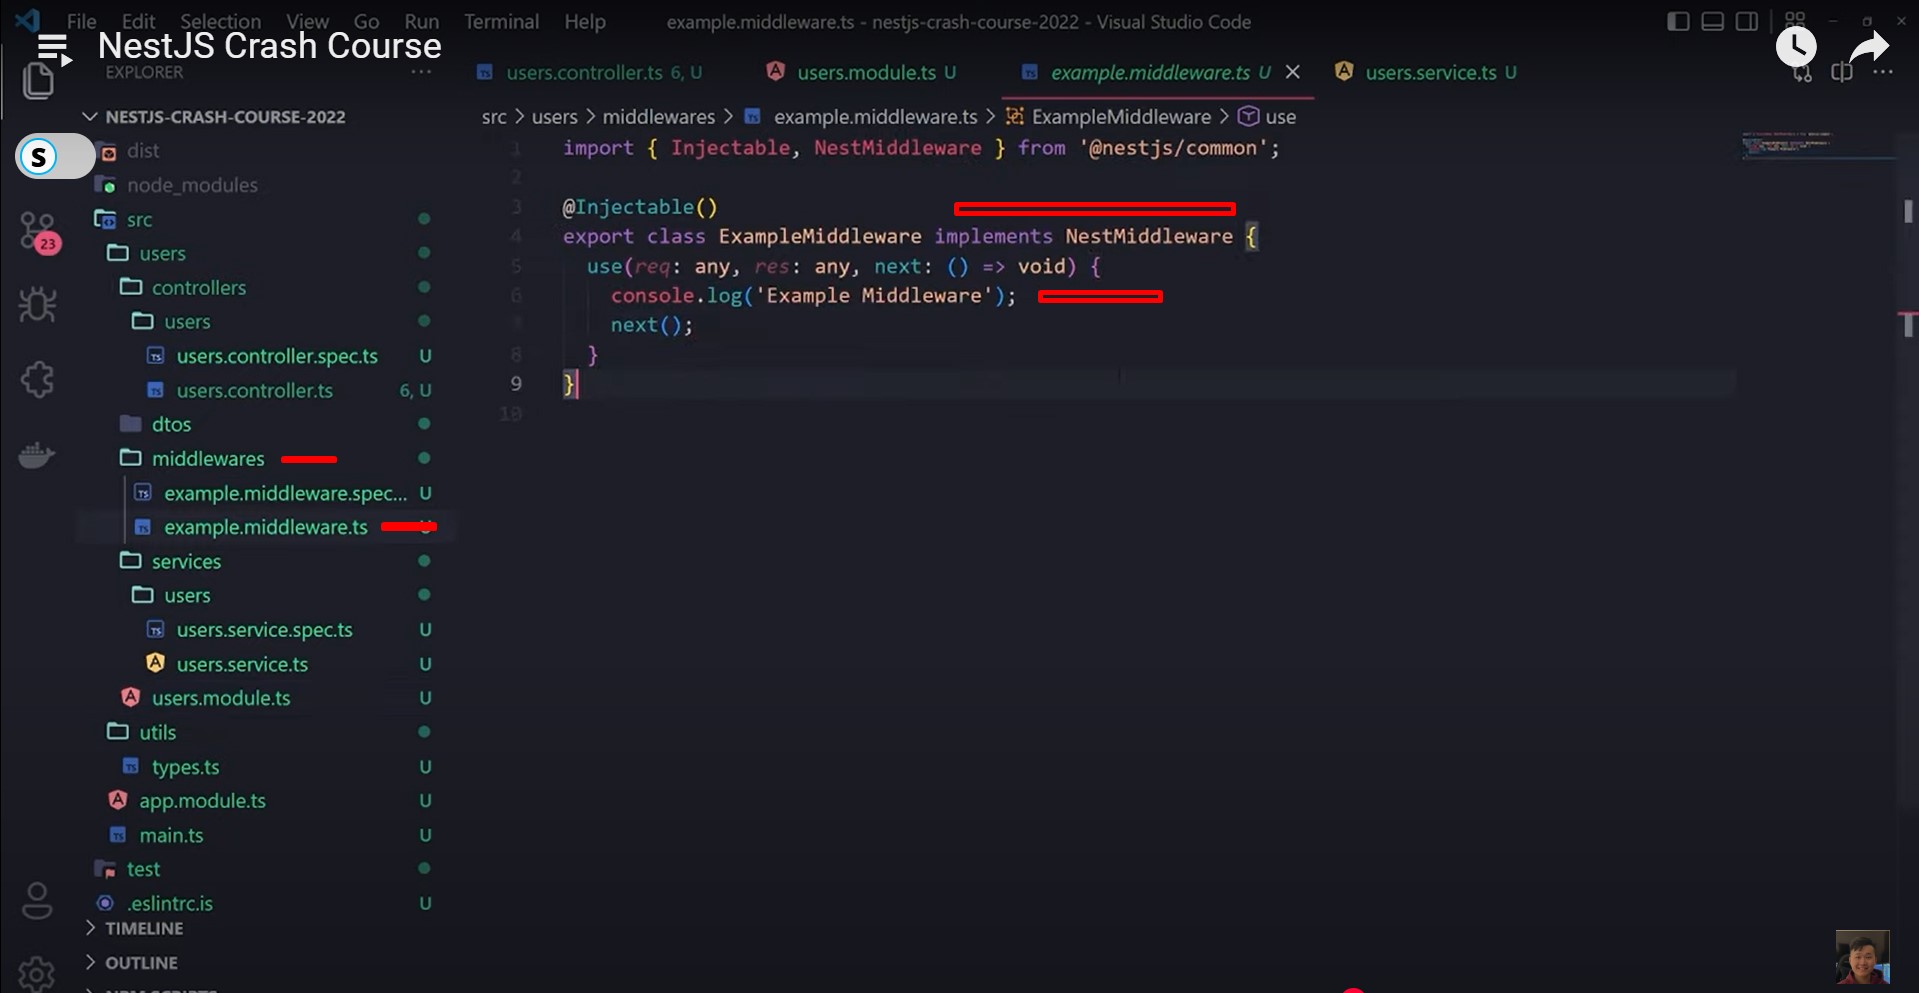 File Edit Selection View Go Run Terminal Help example.middleware.ts - nestjs-crash-course-2022 - Visual Studio Code
NestJS Crash Course
EXPLORER
users.controller.ts 6, U users.module.ts U example.middleware.ts U users.service.ts U
NESTJS-CRASH-COURSE-2022
src > users > middlewares > example.middleware.ts > ExampleMiddleware > use
S
dist
node_modules
src
23
users
controllers
users
users.controller.spec.ts U
users.controller.ts 6, U
dtos
middlewares
example.middleware.spec... U
example.middleware.ts
services
users
users.service.spec.ts U
users.service.ts U
users.module.ts U
utils
types.ts U
app.module.ts U
main.ts U
test
.eslintrc.js U
TIMELINE
OUTLINE
NPM SCRIPTS
1 import { Injectable, NestMiddleware } from '@nestjs/common';
2
3 @Injectable()
4 export class ExampleMiddleware implements NestMiddleware {
5 use(req: any, res: any, next: () => void) {
6 console.log('Example Middleware');
7 next();
8 }
9 }
10